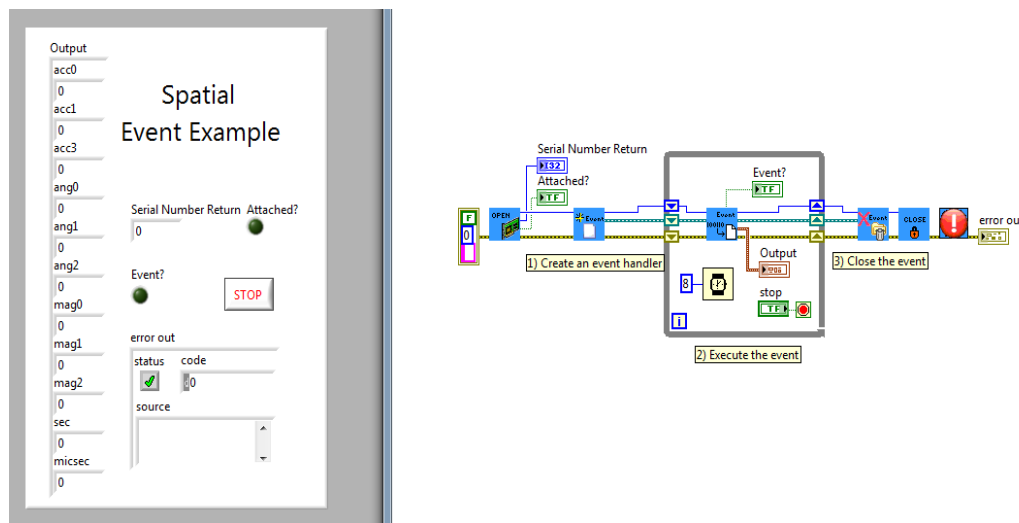 Output
acc0
0
acc1
0
acc3
0
ang0
0
ang1
0
ang2
0
mag0
0
mag1
0
mag2
0
sec
0
micsec
0
Spatial
Event Example
Serial Number Return Attached?
0
Event?
STOP
error out
status code
0
source
Serial Number Return
I32
Attached?
TF
F
0
OPEN
Event
1) Create an event handler
Event?
TF
Event
Output
8
stop
TF
i
2) Execute the event
Event
CLOSE
3) Close the event
error ou